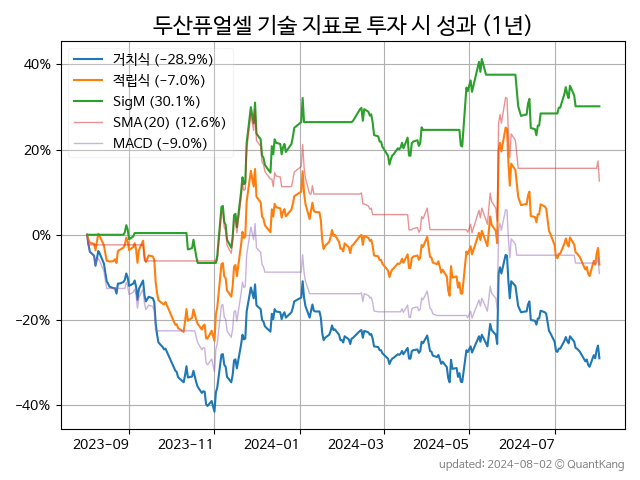 두산퓨얼셀 기술 지표로 투자 시 성과 (1년)
거치식 (−28.9%)
적립식 (−7.0%)
SigM (30.1%)
SMA(20) (12.6%)
MACD (−9.0%)
40%
20%
0%
−20%
−40%
2023-09 2023-11 2024-01 2024-03 2024-05 2024-07
updated: 2024-08-02 © QuantKang